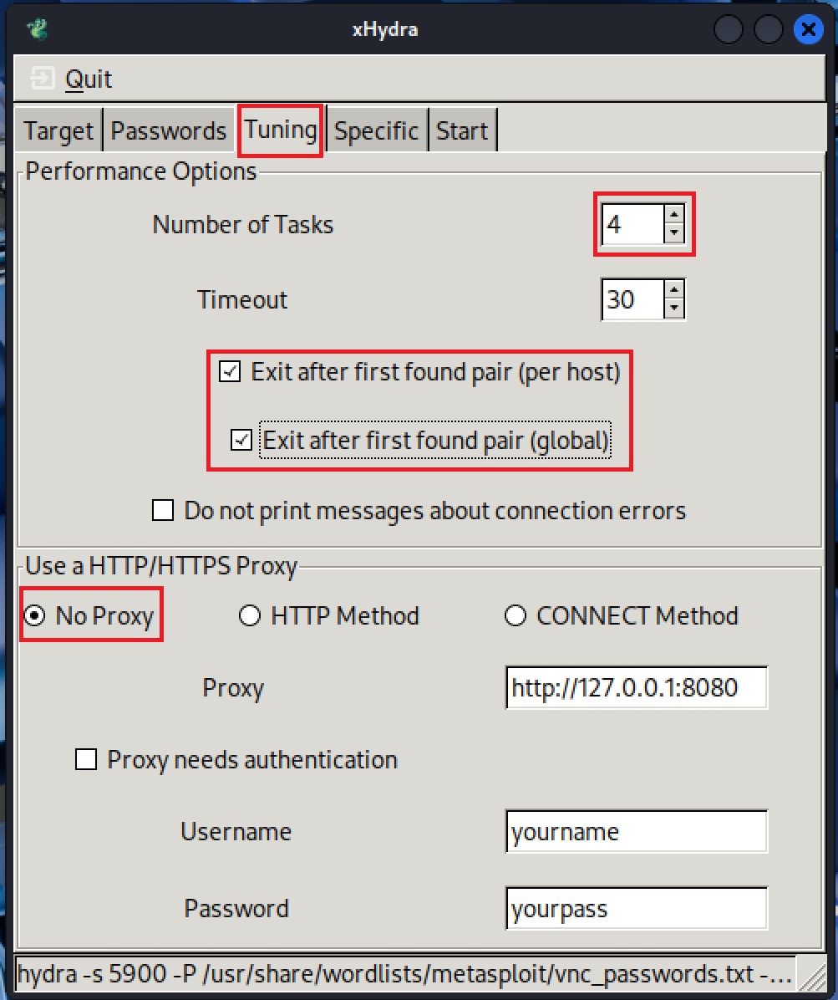 xHydra
Quit
Target Passwords Tuning Specific Start
Performance Options
Number of Tasks 4
Timeout 30
Exit after first found pair (per host)
Exit after first found pair (global)
Do not print messages about connection errors
Use a HTTP/HTTPS Proxy
No Proxy HTTP Method CONNECT Method
Proxy http://127.0.0.1:8080
Proxy needs authentication
Username yourname
Password yourpass
hydra -s 5900 -P /usr/share/wordlists/metasploit/vnc_passwords.txt -...